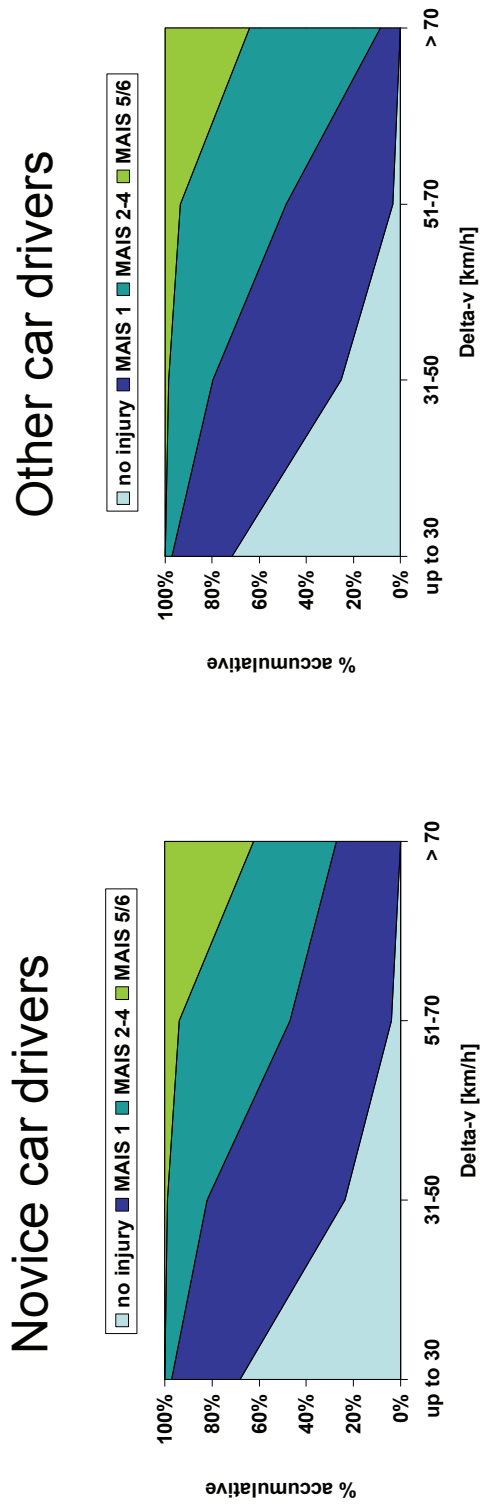 Novice car drivers
no injury MAIS 1 MAIS 2-4 MAIS 5/6
% accumulative
100%
80%
60%
40%
20%
0%
up to 30 31-50 51-70 > 70
Delta-v [km/h]
Other car drivers
no injury MAIS 1 MAIS 2-4 MAIS 5/6
% accumulative
100%
80%
60%
40%
20%
0%
up to 30 31-50 51-70 > 70
Delta-v [km/h]